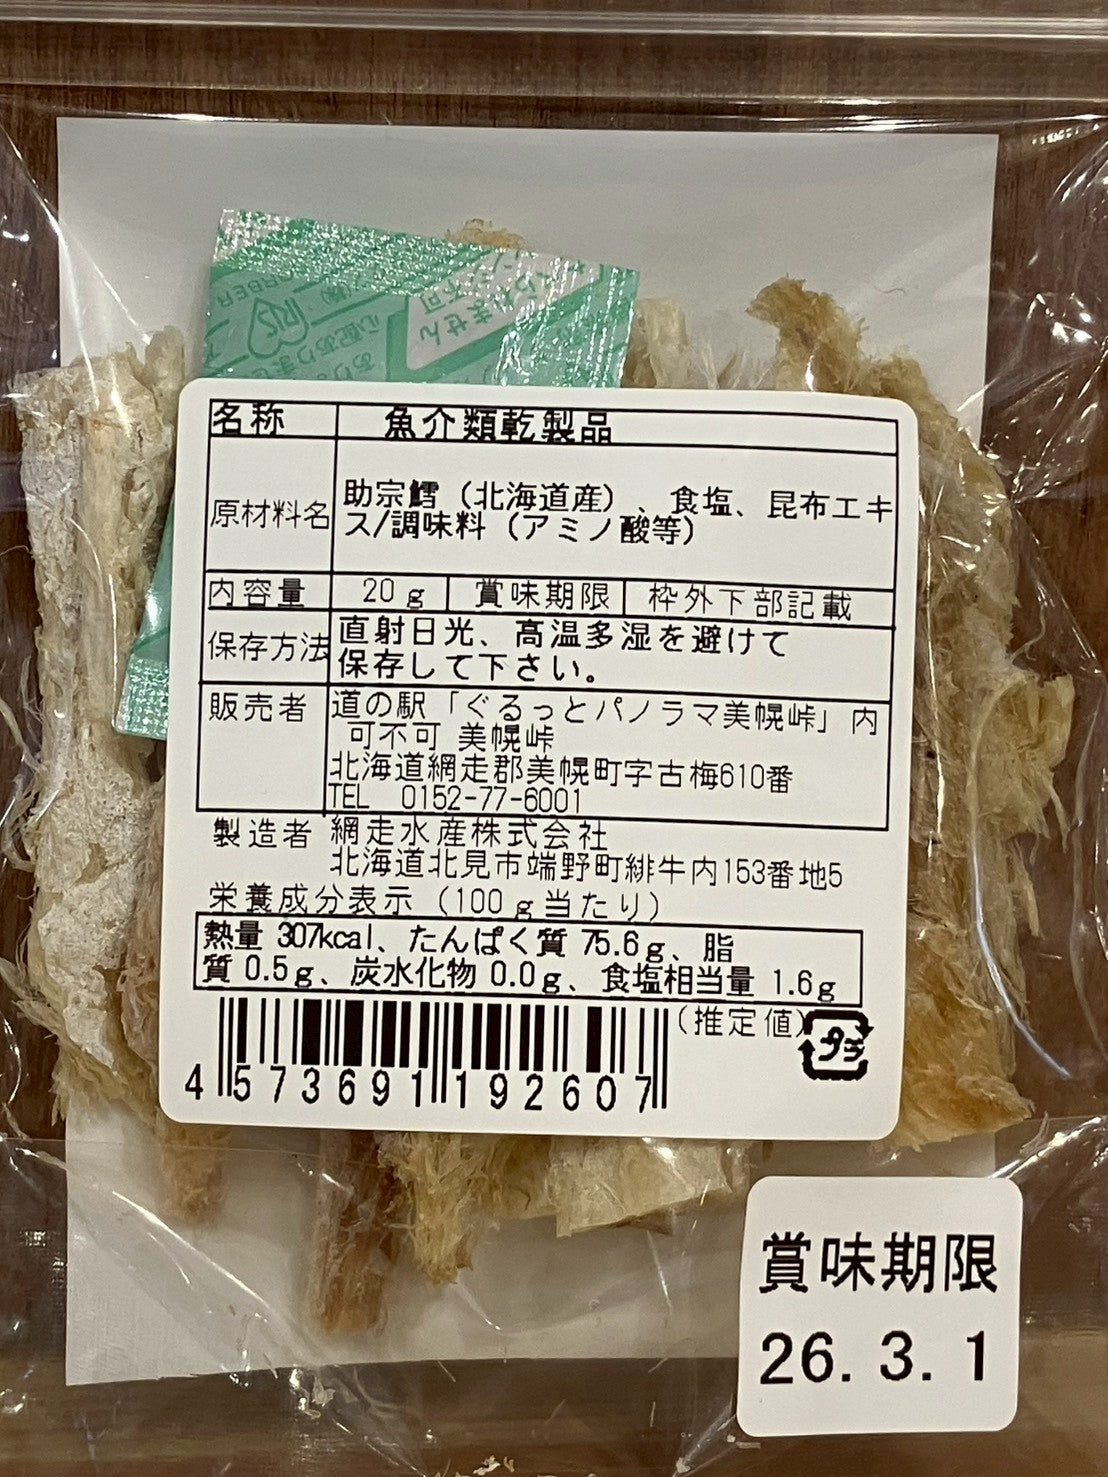 りません
不可
IRIS
名称 魚介類乾製品
原材料名 助宗鱈（北海道産）、食塩、昆布エキ
ス/調味料（アミノ酸等）
内容量 20g 賞味期限 枠外下部記載
保存方法 直射日光、高温多湿を避けて
保存して下さい。
販売者 道の駅「ぐるっとパノラマ美幌峠」内
可不可 美幌峠
北海道網走郡美幌町字古梅610番
TEL 0152-77-6001
製造者 網走水産株式会社
北海道北見市端野町緋牛内153番地5
栄養成分表示（100g当たり）
熱量 307kcal、たんぱく質 75.6g、脂
質 0.5g、炭水化物 0.0g、食塩相当量 1.6g
（推定値）
プラ
4573691192607
賞味期限
26.3.1